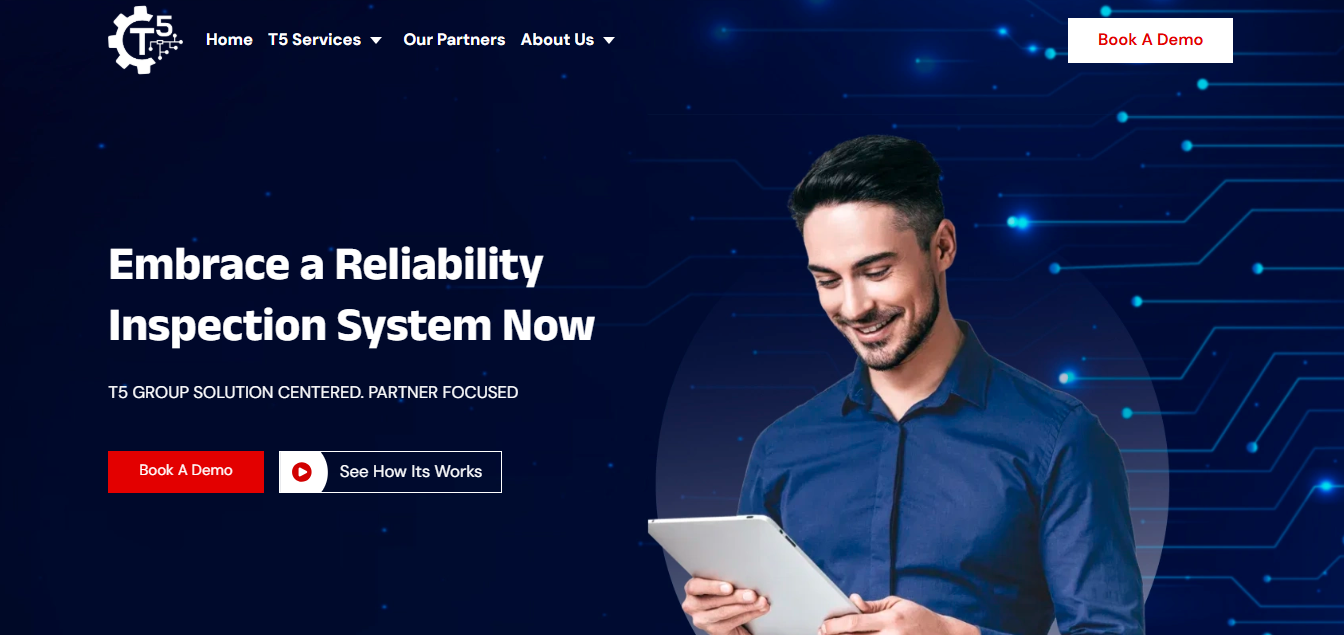 T5
Home
T5 Services
Our Partners
About Us
Book A Demo
Embrace a Reliability
Inspection System Now
T5 GROUP SOLUTION CENTERED. PARTNER FOCUSED
Book A Demo
See How Its Works